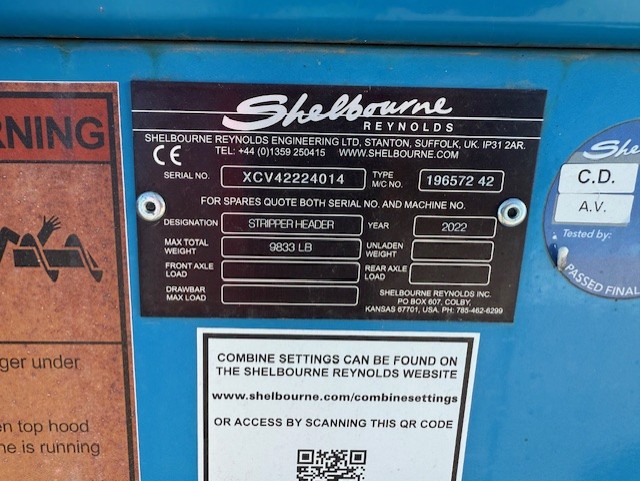 Shelbourne
REYNOLDS
SHELBOURNE REYNOLDS ENGINEERING LTD, STANTON, SUFFOLK, UK. IP31 2AR.
CE TEL: +44 (0)1359 250415 WWW.SHELBOURNE.COM
SERIAL NO. XCV42224014 TYPE M/C NO. 196572 42
FOR SPARES QUOTE BOTH SERIAL NO. AND MACHINE NO.
DESIGNATION STRIPPER HEADER YEAR 2022
MAX TOTAL WEIGHT 9833 LB UNLADEN WEIGHT
FRONT AXLE LOAD REAR AXLE LOAD
DRAWBAR MAX LOAD
SHELBOURNE REYNOLDS INC.
PO BOX 607, COLBY,
KANSAS 67701, USA. PH: 785-462-6299
COMBINE SETTINGS CAN BE FOUND ON
THE SHELBOURNE REYNOLDS WEBSITE
www.shelbourne.com/combinesettings
OR ACCESS BY SCANNING THIS QR CODE
RNING
ger under
en top hood
ne is running
She
C.D.
A.V.
Tested by:
PASSED FINAL